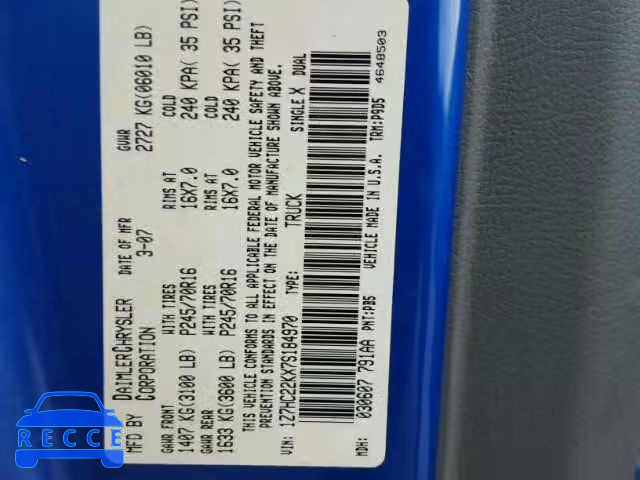 MFD BY DAIMLERCHRYSLER CORPORATION
DATE OF MFR 3-07
GVWR 2727 KG(06010 LB)
GAWR FRONT WITH TIRES RIMS AT COLD
1407 KG(3100 LB) P245/70R16 16X7.0 240 KPA( 35 PSI)
GAWR REAR WITH TIRES RIMS AT COLD
1633 KG(3600 LB) P245/70R16 16X7.0 240 KPA( 35 PSI)
THIS VEHICLE CONFORMS TO ALL APPLICABLE FEDERAL MOTOR VEHICLE SAFETY AND THEFT
PREVENTION STANDARDS IN EFFECT ON THE DATE OF MANUFACTURE SHOWN ABOVE.
VIN: 1Z7HC22KX7S1B4970 TYPE: TRUCK SINGLE X DUAL
MDH: 030607 791AA PNT:PB5 VEHICLE MADE IN U.S.A. TRM:P9D5
4648503
RECCE